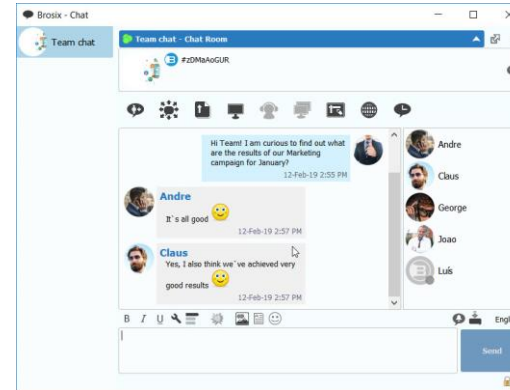 Brosix - Chat
Team chat
Team chat - Chat Room
#zDMaAoGUR
Hi Team! I am curious to find out what
are the results of our Marketing
campaign for January?
12-Feb-19 2:55 PM
Andre
It`s all good
12-Feb-19 2:57 PM
Claus
Yes, I also think we`ve achieved very
good results
12-Feb-19 2:57 PM
Andre
Claus
George
Joao
Luís
B I U
Engl
Send